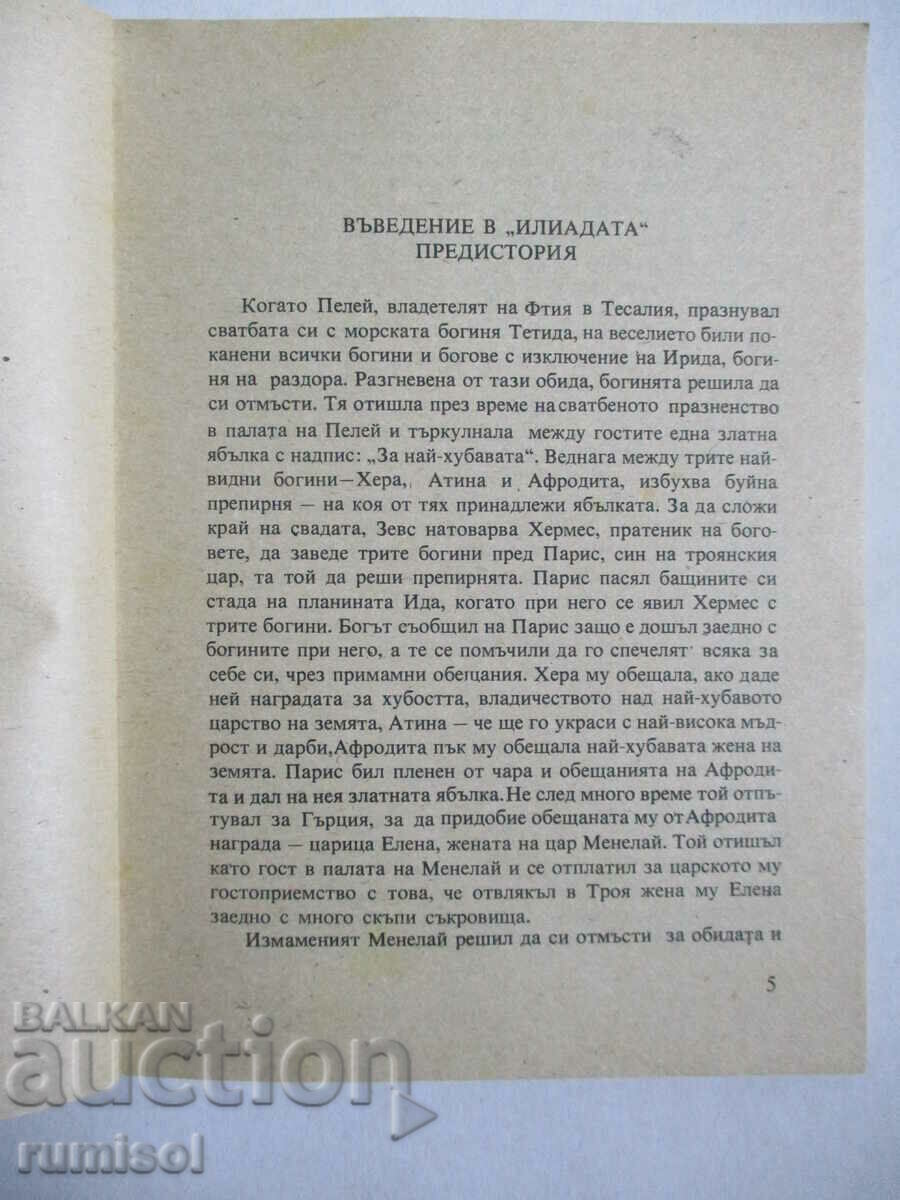 ВЪВЕДЕНИЕ В „ИЛИАДАТА“
ПРЕДИСТОРИЯ
Когато Пелей, владетелят на Фтия в Тесалия, празнувал
сватбата си с морската богиня Тетида, на веселието били по-
канени всички богини и богове с изключение на Ирида, боги-
ня на раздора. Разгневена от тази обида, богинята решила да
си отмъсти. Тя отишла през време на сватбеното празненство
в палата на Пелей и търкулнала между гостите една златна
ябълка с надпис: „За най-хубавата“. Веднага между трите най-
видни богини—Хера, Атина и Афродита, избухва буйна
препирня — на коя от тях принадлежи ябълката. За да сложи
край на свадата, Зевс натоварва Хермес, пратеник на бого-
вете, да заведе трите богини пред Парис, син на троянския
цар, та той да реши препирнята. Парис пасял бащините си
стада на планината Ида, когато при него се явил Хермес с
трите богини. Богът съобщил на Парис защо е дошъл заедно с
богините при него, а те се помъчили да го спечелят всяка за
себе си, чрез примамни обещания. Хера му обещала, ако даде
ней наградата за хубостта, владичеството над най-хубавото
царство на земята, Атина — че ще го украси с най-висока мъд-
рост и дарби, Афродита пък му обещала най-хубавата жена на
земята. Парис бил пленен от чара и обещанията на Афроди-
та и дал на нея златната ябълка. Не след много време той отпъ-
тувал за Гърция, за да придобие обещаната му от Афродита
награда — царица Елена, жената на цар Менелай. Той отишъл
като гост в палата на Менелай и се отплатил за царското му
гостоприемство с това, че отвлякъл в Троя жена му Елена
заедно с много скъпи съкровища.
Измаменият Менелай решил да си отмъсти за обидата и
5
BALKAN
auction
rumisol